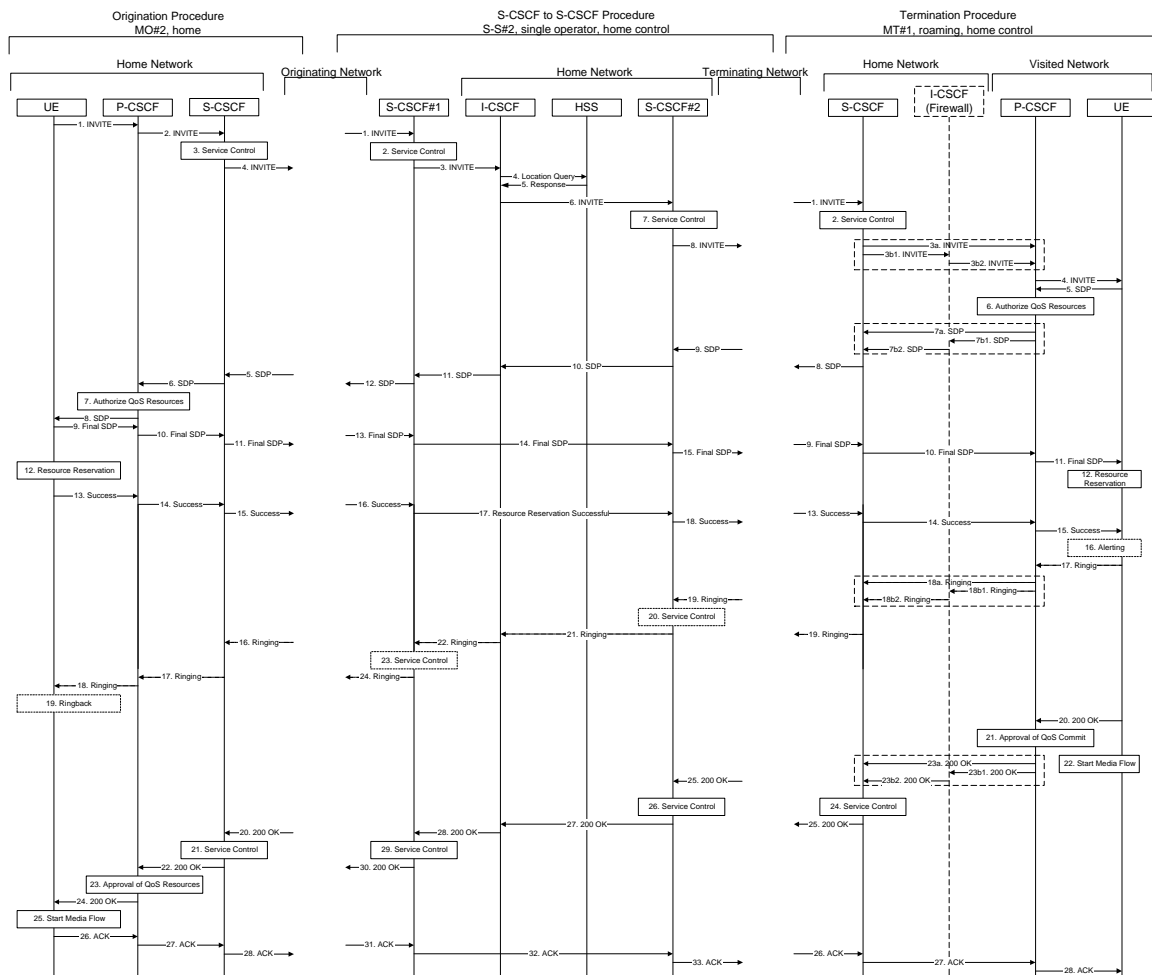 Origination Procedure
MO#2, home
S-CSCF to S-CSCF Procedure
S-S#2, single operator, home control
Termination Procedure
MT#1, roaming, home control
Home Network
Originating Network
Home Network
Terminating Network
Home Network
Visited Network
UE
P-CSCF
S-CSCF
S-CSCF#1
I-CSCF
HSS
S-CSCF#2
S-CSCF
I-CSCF
(Firewall)
P-CSCF
UE
1. INVITE
2. INVITE
3. Service Control
4. INVITE
1. INVITE
2. Service Control
3. INVITE
4. Location Query
5. Response
6. INVITE
7. Service Control
8. INVITE
1. INVITE
2. Service Control
3a. INVITE
3b1. INVITE
3b2. INVITE
4. INVITE
5. SDP
6. Authorize QoS Resources
7a. SDP
7b1. SDP
7b2. SDP
8. SDP
9. SDP
10. SDP
11. SDP
12. SDP
5. SDP
6. SDP
7. Authorize QoS Resources
8. SDP
9. Final SDP
10. Final SDP
11. Final SDP
13. Final SDP
14. Final SDP
15. Final SDP
9. Final SDP
10. Final SDP
11. Final SDP
12. Resource Reservation
12. Resource
Reservation
13. Success
14. Success
15. Success
16. Success
17. Resource Reservation Successful
18. Success
13. Success
14. Success
15. Success
16. Alerting
17. Ringing
18a. Ringing
18b1. Ringing
18b2. Ringing
19. Ringing
19. Ringing
20. Service Control
21. Ringing
22. Ringing
23. Service Control
24. Ringing
16. Ringing
17. Ringing
18. Ringing
19. Ringback
20. 200 OK
21. Approval of QoS Commit
22. Start Media Flow
23a. 200 OK
23b1. 200 OK
23b2. 200 OK
24. Service Control
25. 200 OK
25. 200 OK
26. Service Control
27. 200 OK
28. 200 OK
29. Service Control
30. 200 OK
20. 200 OK
21. Service Control
22. 200 OK
23. Approval of QoS Resources
24. 200 OK
25. Start Media Flow
26. ACK
27. ACK
28. ACK
31. ACK
32. ACK
33. ACK
26. ACK
27. ACK
28. ACK